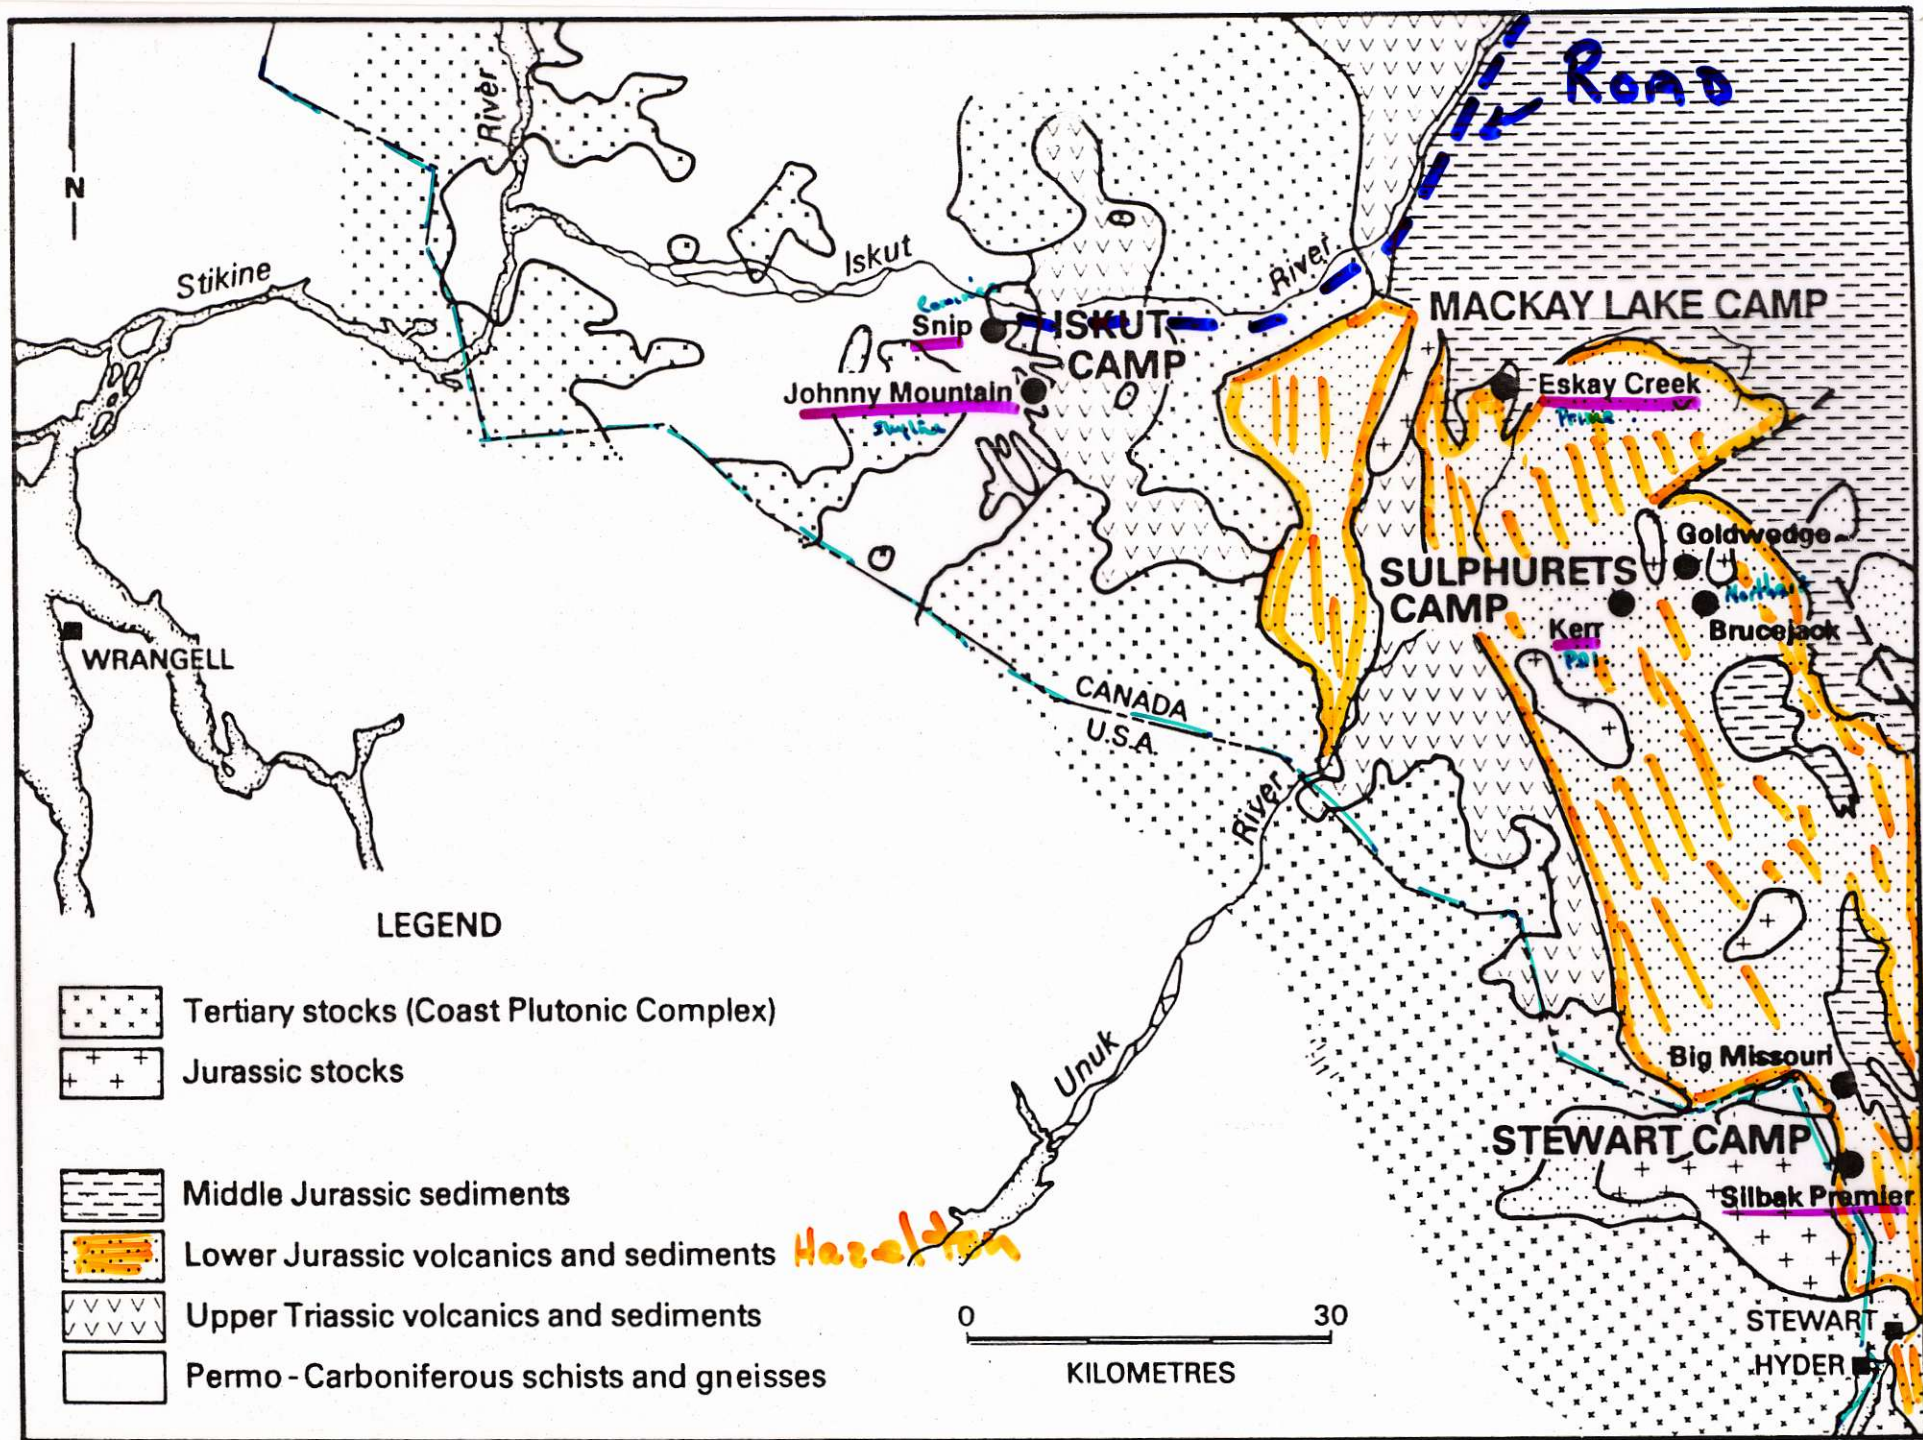 Road
River
N
Stikine
Iskut
River
MACKAY LAKE CAMP
Snip
ISKUT
CAMP
Eskay Creek
Prime
Johnny Mountain
Skyline
Goldwedge
SULPHURETS
CAMP
Kerr
Brucejack
WRANGELL
CANADA
U.S.A.
River
LEGEND
Tertiary stocks (Coast Plutonic Complex)
Jurassic stocks
Unuk
Big Missouri
STEWART CAMP
Silbak Premier
Middle Jurassic sediments
Lower Jurassic volcanics and sediments Hazelton
Upper Triassic volcanics and sediments
Permo-Carboniferous schists and gneisses
0 30
KILOMETRES
STEWART
HYDER